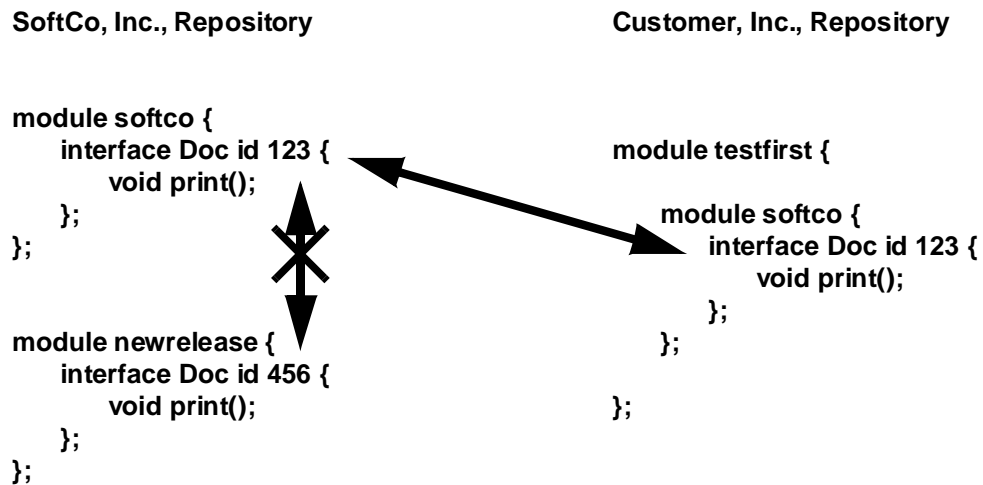 SoftCo, Inc., Repository
module softco {
interface Doc id 123 {
void print();
};
};
module newrelease {
interface Doc id 456 {
void print();
};
};
Customer, Inc., Repository
module testfirst {
module softco {
interface Doc id 123 {
void print();
};
};
};